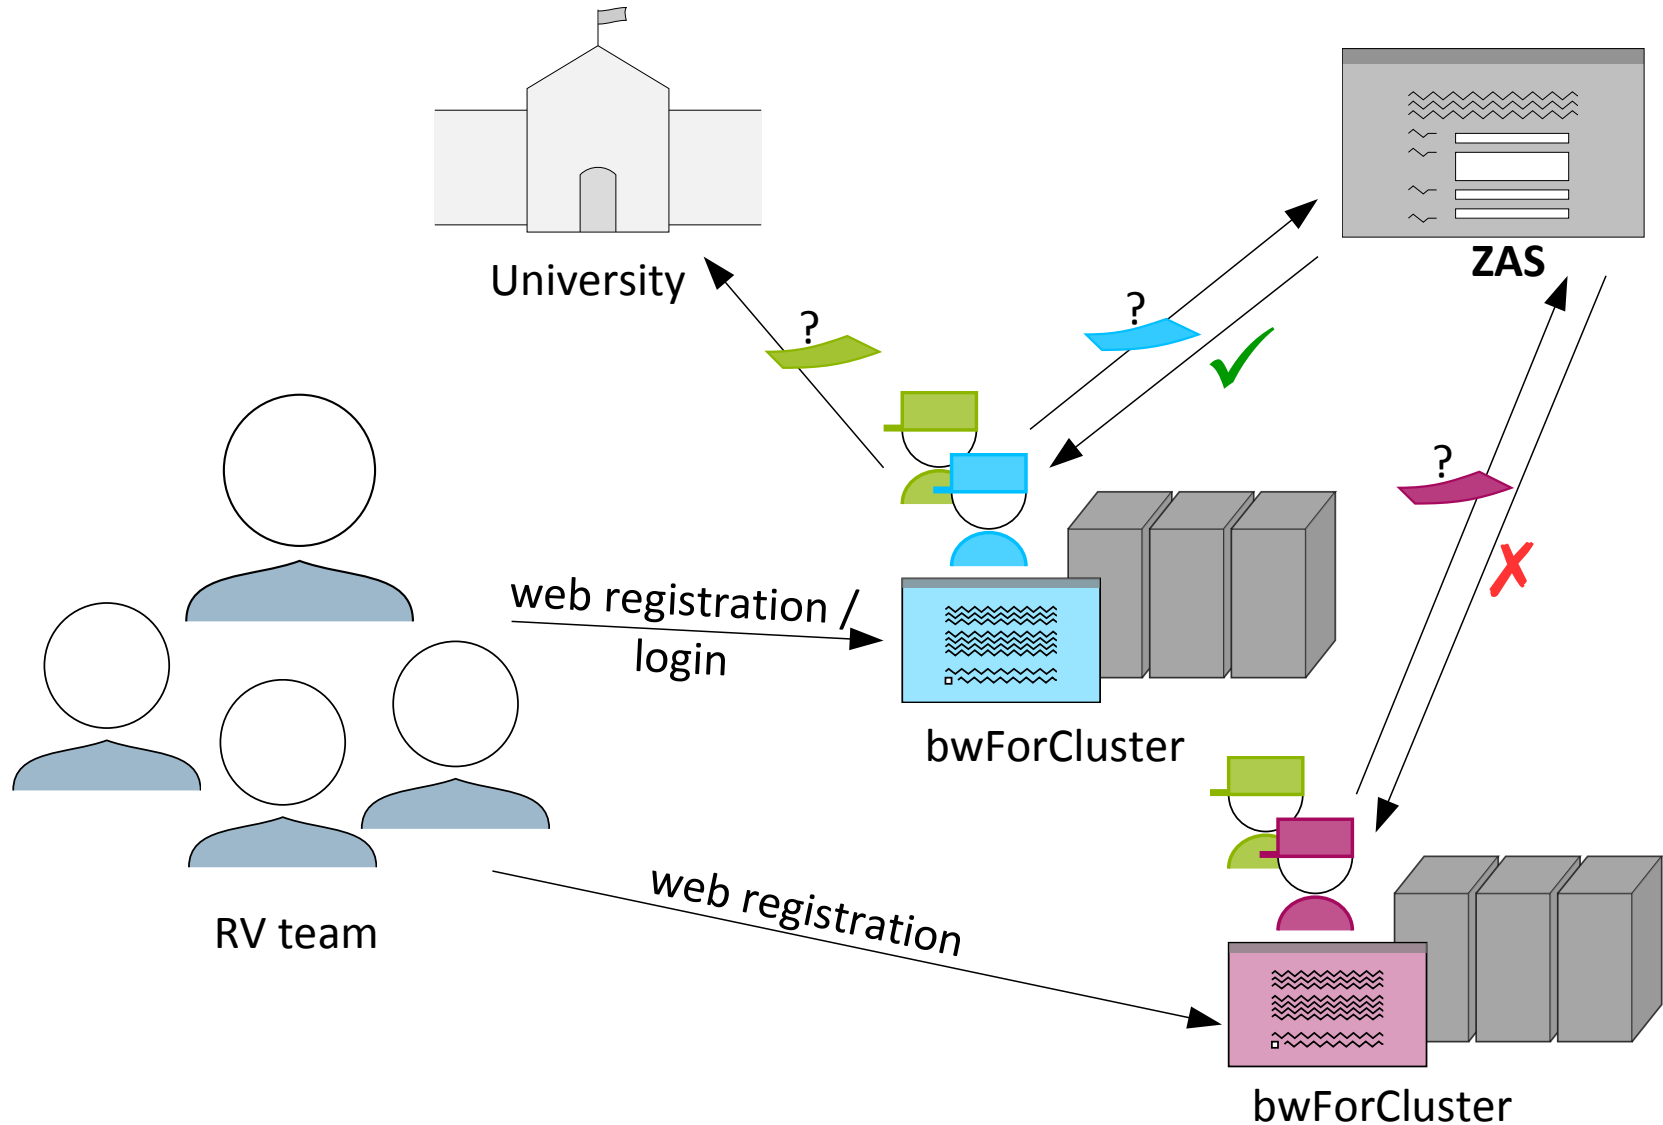 University
ZAS
?
?
?
web registration /
login
bwForCluster
RV team
web registration
bwForCluster